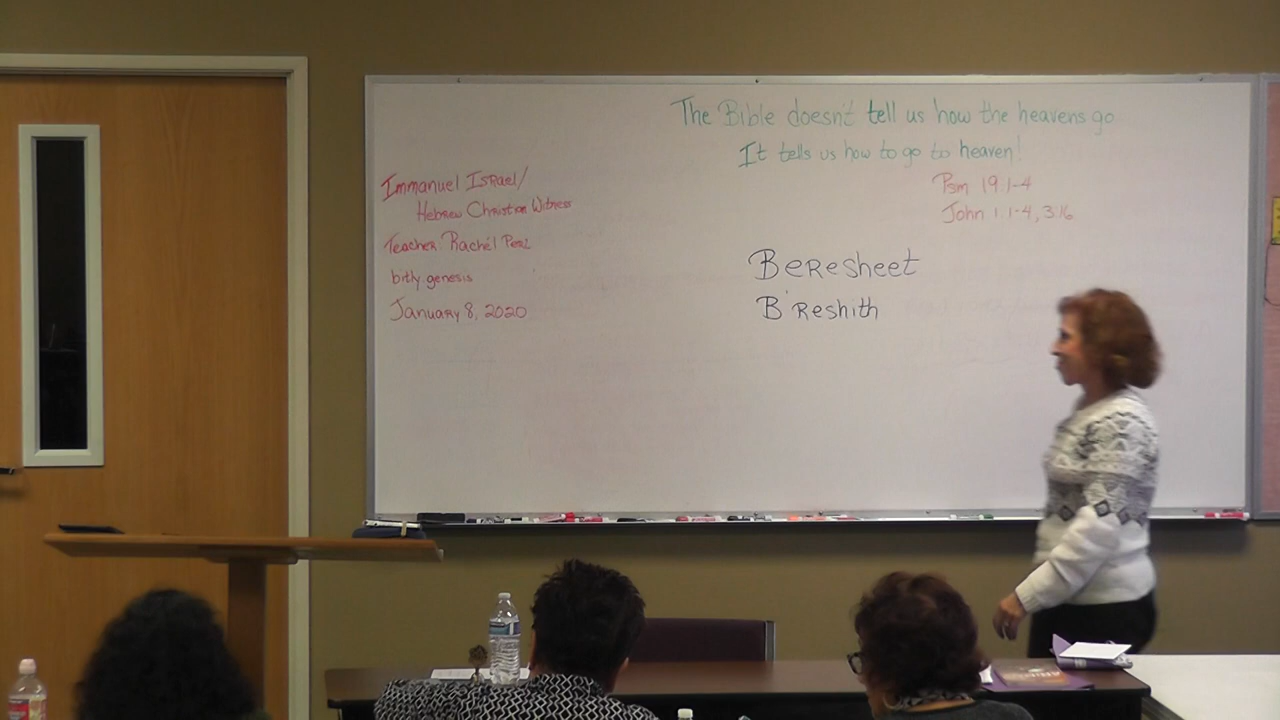 The Bible doesn't tell us how the heavens go
It tells us how to go to heaven!
Psm 19 1-4
John 1 1-4, 3:16
Immanuel Israel/
Hebrew Christian Witness
Teacher Rachél Perl
bitly genesis
January 8, 2020
Beresheet
B'Reshith